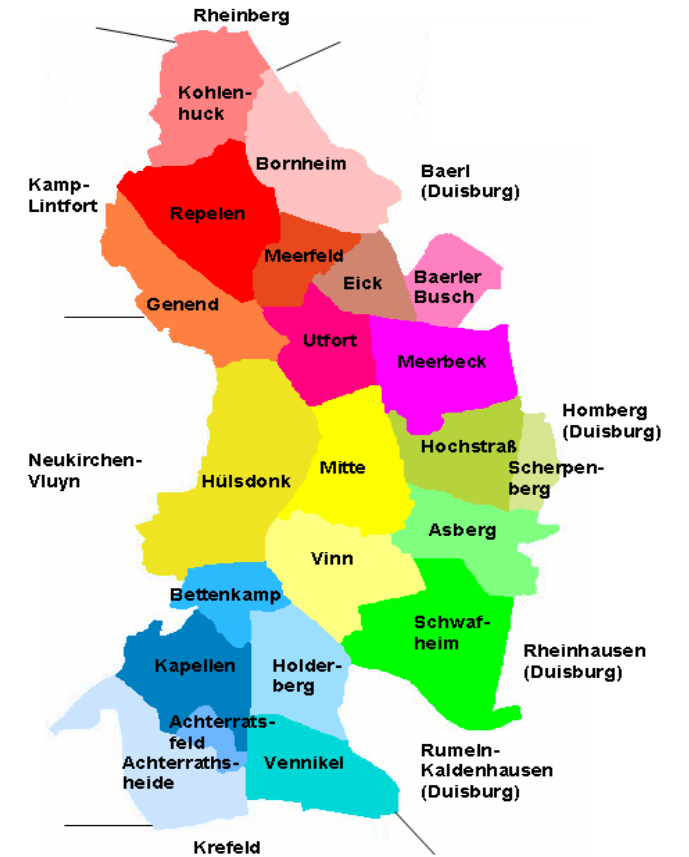 Rheinberg
Kohlen-
huck
Bornheim
Baerl
(Duisburg)
Kamp-
Lintfort
Repelen
Meerfeld
Eick
Baerler
Busch
Genend
Utfort
Meerbeck
Homberg
(Duisburg)
Hochstraß
Neukirchen-
Vluyn
Hülsdonk
Mitte
Scherpen-
berg
Asberg
Vinn
Bettenkamp
Schwaf-
heim
Rheinhausen
(Duisburg)
Kapellen
Holder-
berg
Achterrats-
feld
Achterraths-
heide
Vennikel
Rumeln-
Kaldenhausen
(Duisburg)
Krefeld